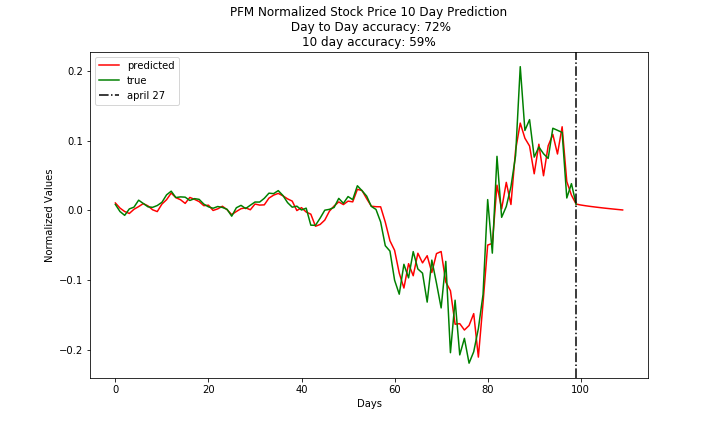 PFM Normalized Stock Price 10 Day Prediction
Day to Day accuracy: 72%
10 day accuracy: 59%
predicted
true
april 27
Normalized Values
0.2
0.1
0.0
−0.1
−0.2
0 20 40 60 80 100
Days